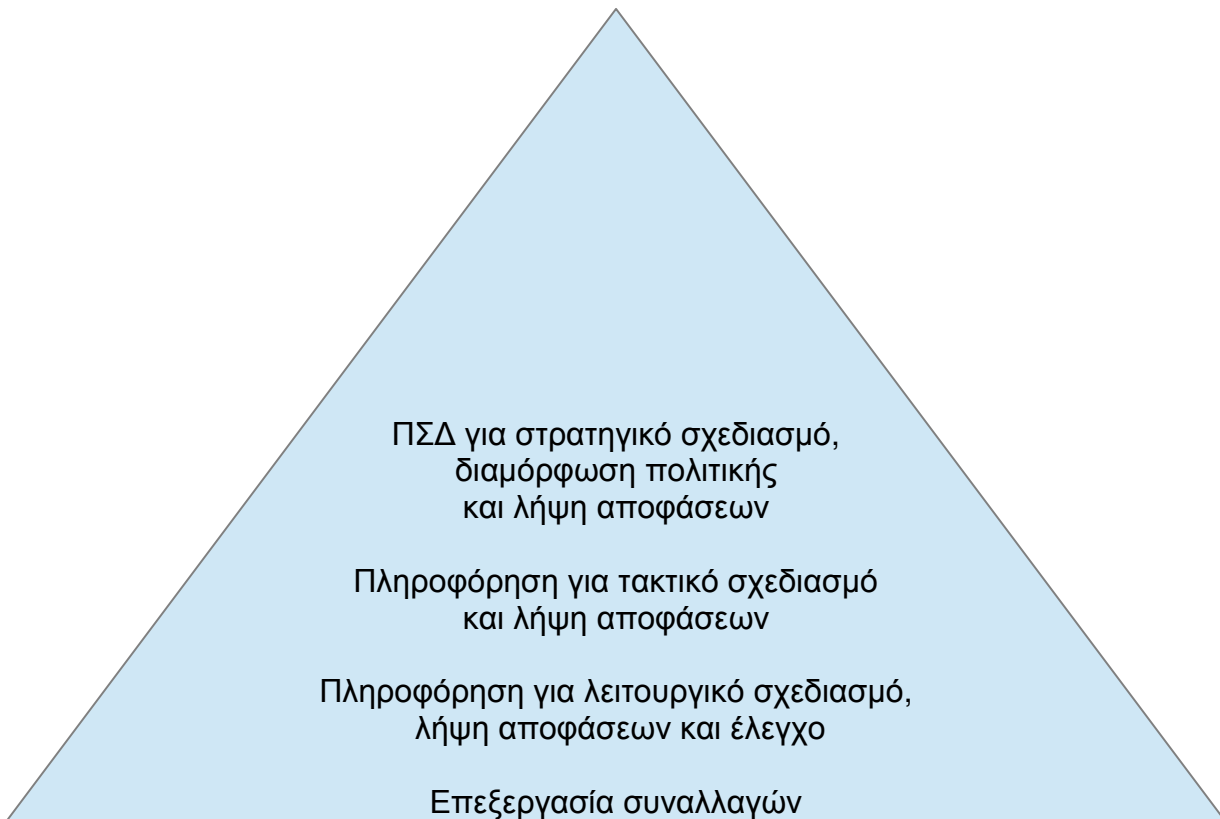 ΠΣΔ για στρατηγικό σχεδιασμό,
διαμόρφωση πολιτικής
και λήψη αποφάσεων
Πληροφόρηση για τακτικό σχεδιασμό
και λήψη αποφάσεων
Πληροφόρηση για λειτουργικό σχεδιασμό,
λήψη αποφάσεων και έλεγχο
Επεξεργασία συναλλαγών